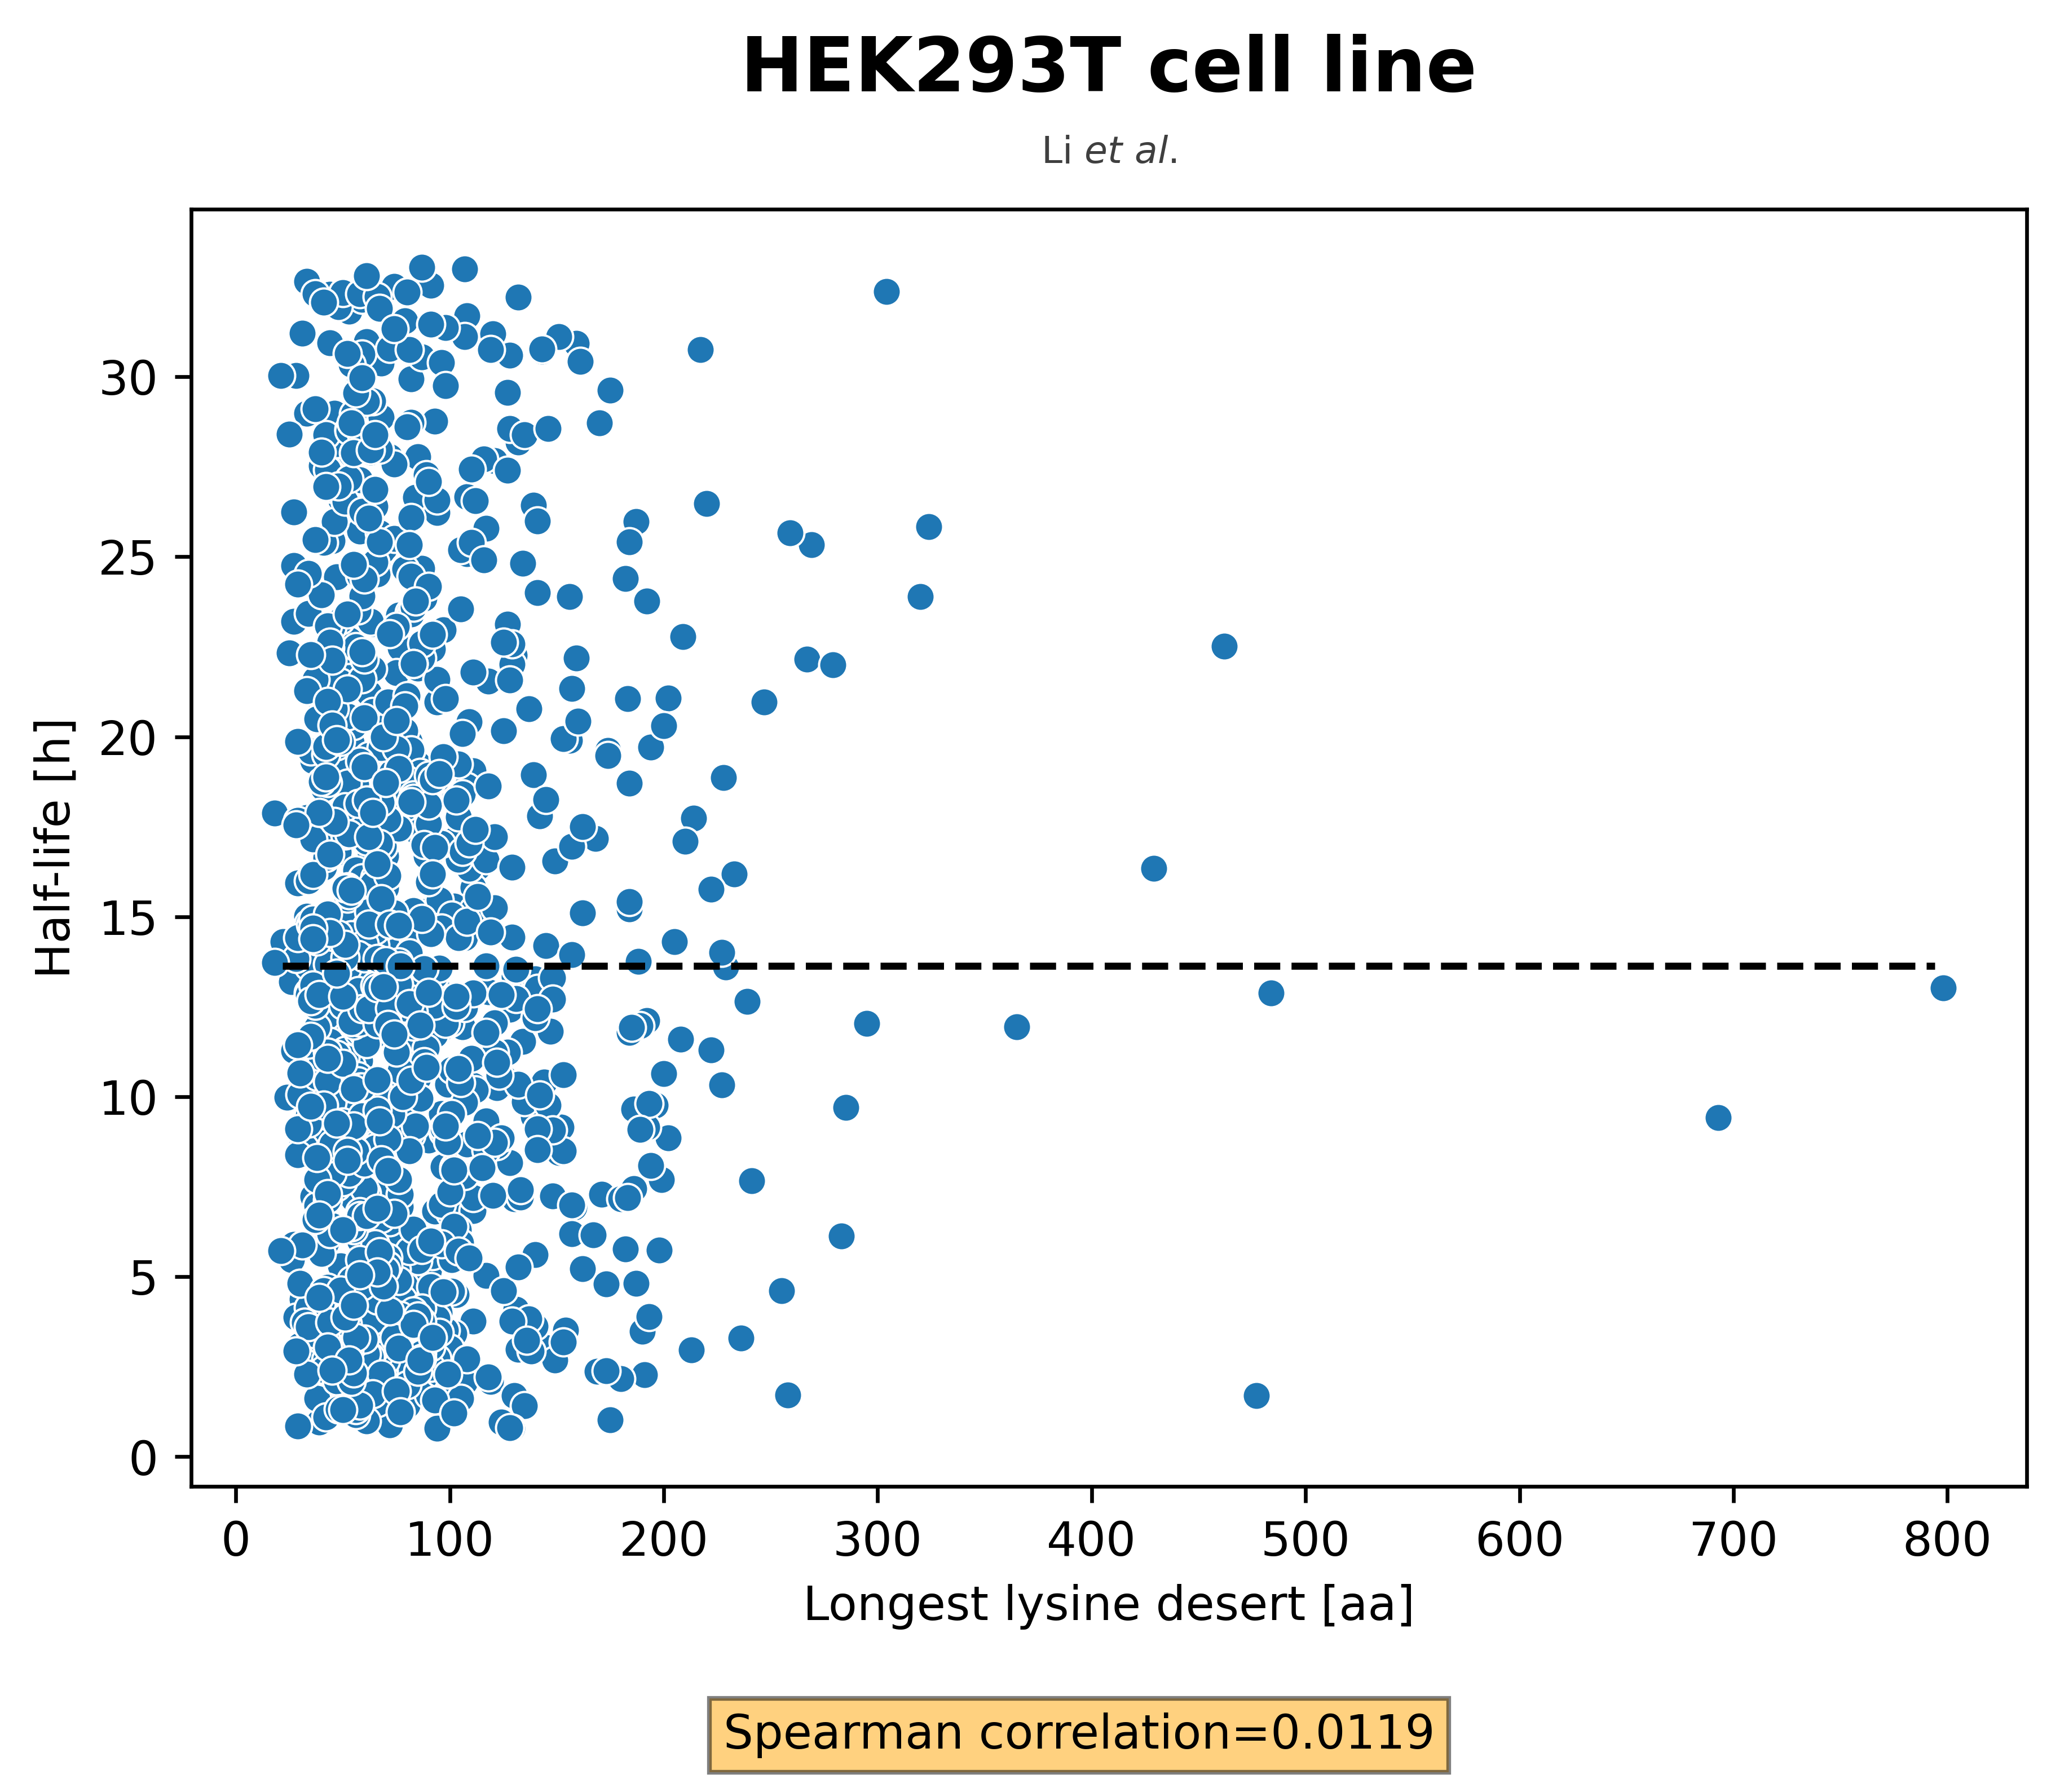 HEK293T cell line
Li et al.
Half-life [h]
30
25
20
15
10
5
0
0 100 200 300 400 500 600 700 800
Longest lysine desert [aa]
Spearman correlation=0.0119